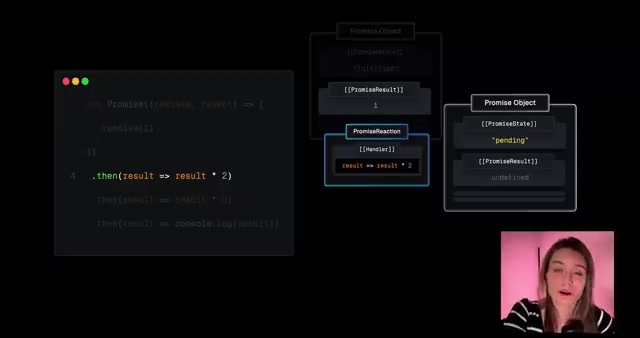 new Promise((resolve, reject) => {
resolve(1)
})
4 .then(result => result * 2)
.then(result => result * 2)
.then(result => console.log(result))
Promise Object
[[PromiseState]]
"fulfilled"
[[PromiseResult]]
1
PromiseReaction
[[Handler]]
result => result * 2
Promise Object
[[PromiseState]]
"pending"
[[PromiseResult]]
undefined